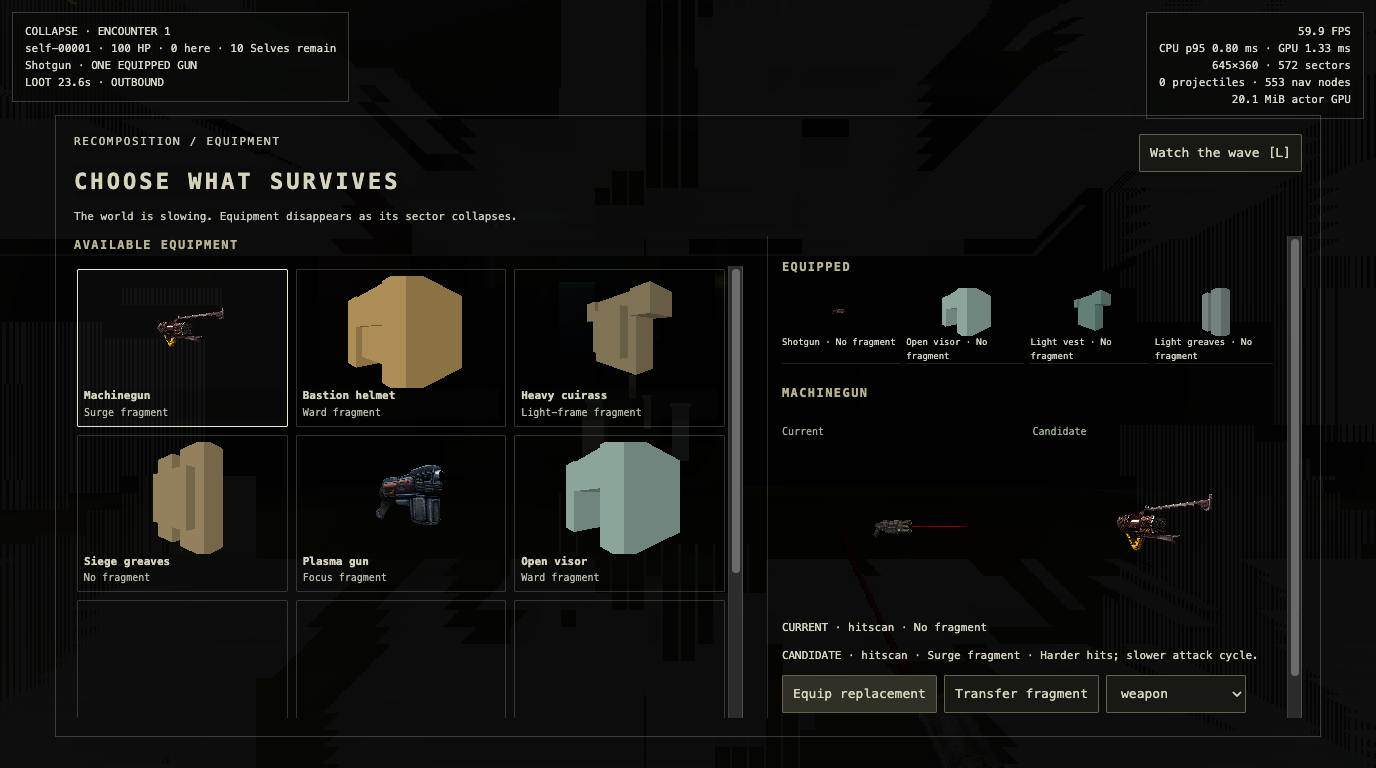 COLLAPSE · ENCOUNTER 1
self-00001 · 100 HP · 0 here · 10 Selves remain
Shotgun · ONE EQUIPPED GUN
LOOT 23.6s · OUTBOUND
59.9 FPS
CPU p95 0.80 ms · GPU 1.33 ms
645×360 · 572 sectors
0 projectiles · 553 nav nodes
20.1 MiB actor GPU
RECOMPOSITION / EQUIPMENT
Watch the wave [L]
CHOOSE WHAT SURVIVES
The world is slowing. Equipment disappears as its sector collapses.
AVAILABLE EQUIPMENT
Machinegun
Surge fragment
Bastion helmet
Ward fragment
Heavy cuirass
Light-frame fragment
Siege greaves
No fragment
Plasma gun
Focus fragment
Open visor
Ward fragment
EQUIPPED
Shotgun · No fragment
Open visor · No
fragment
Light vest · No
fragment
Light greaves · No
fragment
MACHINEGUN
Current
Candidate
CURRENT · hitscan · No fragment
CANDIDATE · hitscan · Surge fragment · Harder hits; slower attack cycle.
Equip replacement
Transfer fragment
weapon